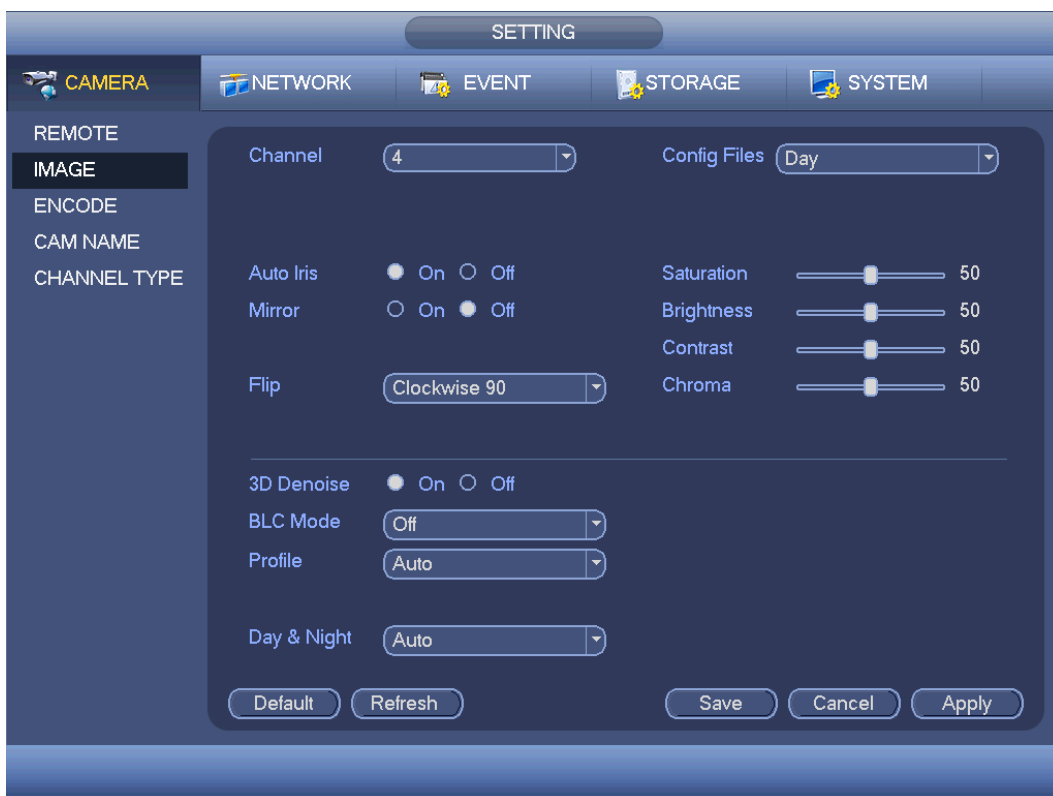 SETTING
CAMERA NETWORK EVENT STORAGE SYSTEM
REMOTE
IMAGE
ENCODE
CAM NAME
CHANNEL TYPE
Channel 4 Config Files Day
Auto Iris On Off Saturation 50
Mirror On Off Brightness 50
Contrast 50
Flip Clockwise 90 Chroma 50
3D Denoise On Off
BLC Mode Off
Profile Auto
Day & Night Auto
Default Refresh Save Cancel Apply